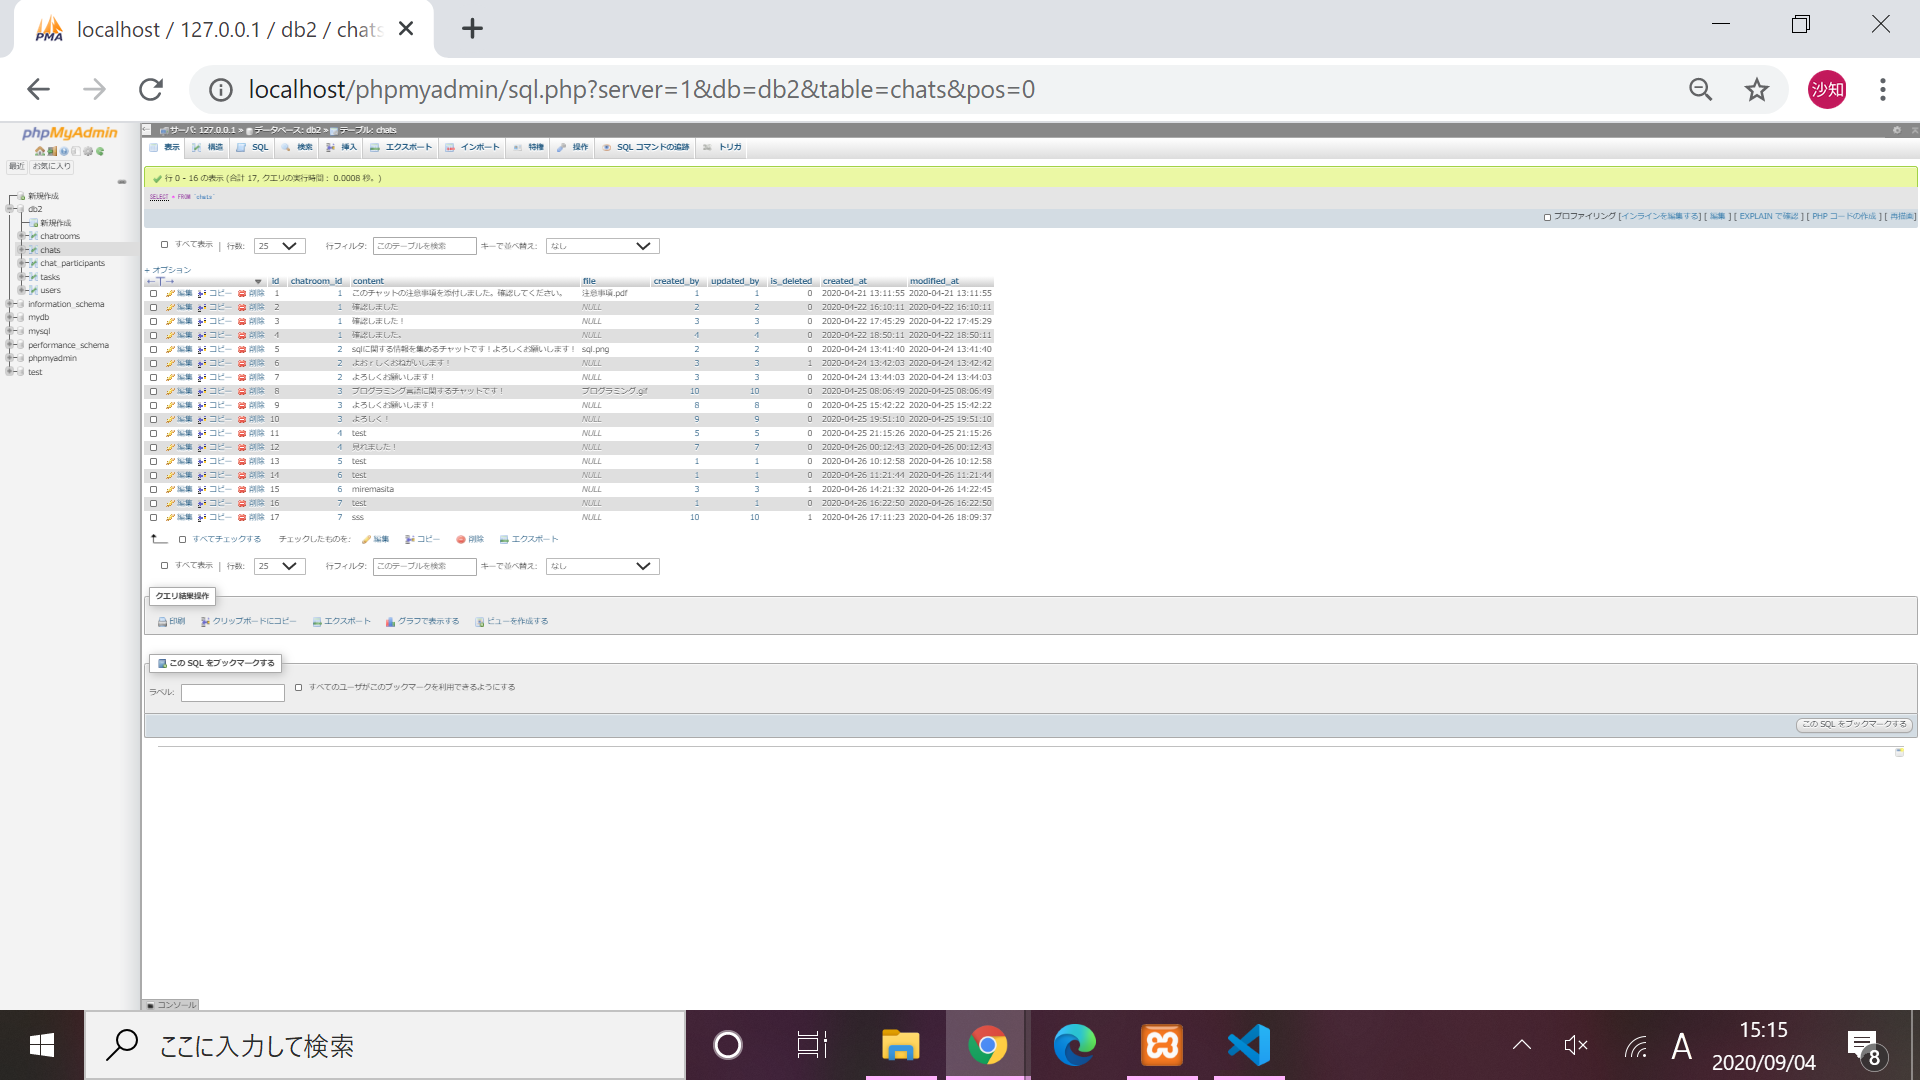 localhost / 127.0.0.1 / db2 / chats
localhost/phpmyadmin/sql.php?server=1&db=db2&table=chats&pos=0
沙知
phpMyAdmin
最近 お気に入り
新規作成
db2
新規作成
chatrooms
chats
chat_participants
tasks
users
information_schema
mydb
mysql
performance_schema
phpmyadmin
test
サーバ: 127.0.0.1 » データベース: db2 » テーブル: chats
表示 構造 SQL 検索 挿入 エクスポート インポート 特権 操作 SQL コマンドの追跡 トリガ
行 0 - 16 の表示 (合計 17, クエリの実行時間: 0.0008 秒。)
SELECT * FROM `chats`
プロファイリング [インラインを編集する] [ 編集 ] [ EXPLAIN で確認 ] [ PHP コードの作成 ] [ 再描画]
すべて表示 | 行数: 25 行フィルタ: このテーブルを検索 キーで並べ替え: なし
+ オプション
←T→ id chatroom_id content file created_by updated_by is_deleted created_at modified_at
編集 コピー 削除 1 1 このチャットの注意事項を添付しました。確認してください。 注意事項.pdf 1 1 0 2020-04-21 13:11:55 2020-04-21 13:11:55
編集 コピー 削除 2 1 確認しました NULL 2 2 0 2020-04-22 16:10:11 2020-04-22 16:10:11
編集 コピー 削除 3 1 確認しました! NULL 3 3 0 2020-04-22 17:45:29 2020-04-22 17:45:29
編集 コピー 削除 4 1 確認しました。 NULL 4 4 0 2020-04-22 18:50:11 2020-04-22 18:50:11
編集 コピー 削除 5 2 sqlに関する情報を集めるチャットです!よろしくお願いします! sql.png 2 2 0 2020-04-24 13:41:40 2020-04-24 13:41:40
編集 コピー 削除 6 2 よおrしくおねがいします! NULL 3 3 1 2020-04-24 13:42:03 2020-04-24 13:42:42
編集 コピー 削除 7 2 よろしくお願いします! NULL 3 3 0 2020-04-24 13:44:03 2020-04-24 13:44:03
編集 コピー 削除 8 3 プログラミング言語に関するチャットです! プログラミング.gif 10 10 0 2020-04-25 08:06:49 2020-04-25 08:06:49
編集 コピー 削除 9 3 よろしくお願いします! NULL 8 8 0 2020-04-25 15:42:22 2020-04-25 15:42:22
編集 コピー 削除 10 3 よろしく! NULL 9 9 0 2020-04-25 19:51:10 2020-04-25 19:51:10
編集 コピー 削除 11 4 test NULL 5 5 0 2020-04-25 21:15:26 2020-04-25 21:15:26
編集 コピー 削除 12 4 見れました! NULL 7 7 0 2020-04-26 00:12:43 2020-04-26 00:12:43
編集 コピー 削除 13 5 test NULL 1 1 0 2020-04-26 10:12:58 2020-04-26 10:12:58
編集 コピー 削除 14 6 test NULL 1 1 0 2020-04-26 11:21:44 2020-04-26 11:21:44
編集 コピー 削除 15 6 miremasita NULL 3 3 1 2020-04-26 14:21:32 2020-04-26 14:22:45
編集 コピー 削除 16 7 test NULL 1 1 0 2020-04-26 16:22:50 2020-04-26 16:22:50
編集 コピー 削除 17 7 sss NULL 10 10 1 2020-04-26 17:11:23 2020-04-26 18:09:37
すべてチェックする チェックしたものを: 編集 コピー 削除 エクスポート
すべて表示 | 行数: 25 行フィルタ: このテーブルを検索 キーで並べ替え: なし
クエリ結果操作
印刷 クリップボードにコピー エクスポート グラフで表示する ビューを作成する
この SQL をブックマークする
ラベル: すべてのユーザがこのブックマークを利用できるようにする
この SQL をブックマークする
コンソール
ここに入力して検索
A
15:15
2020/09/04
8